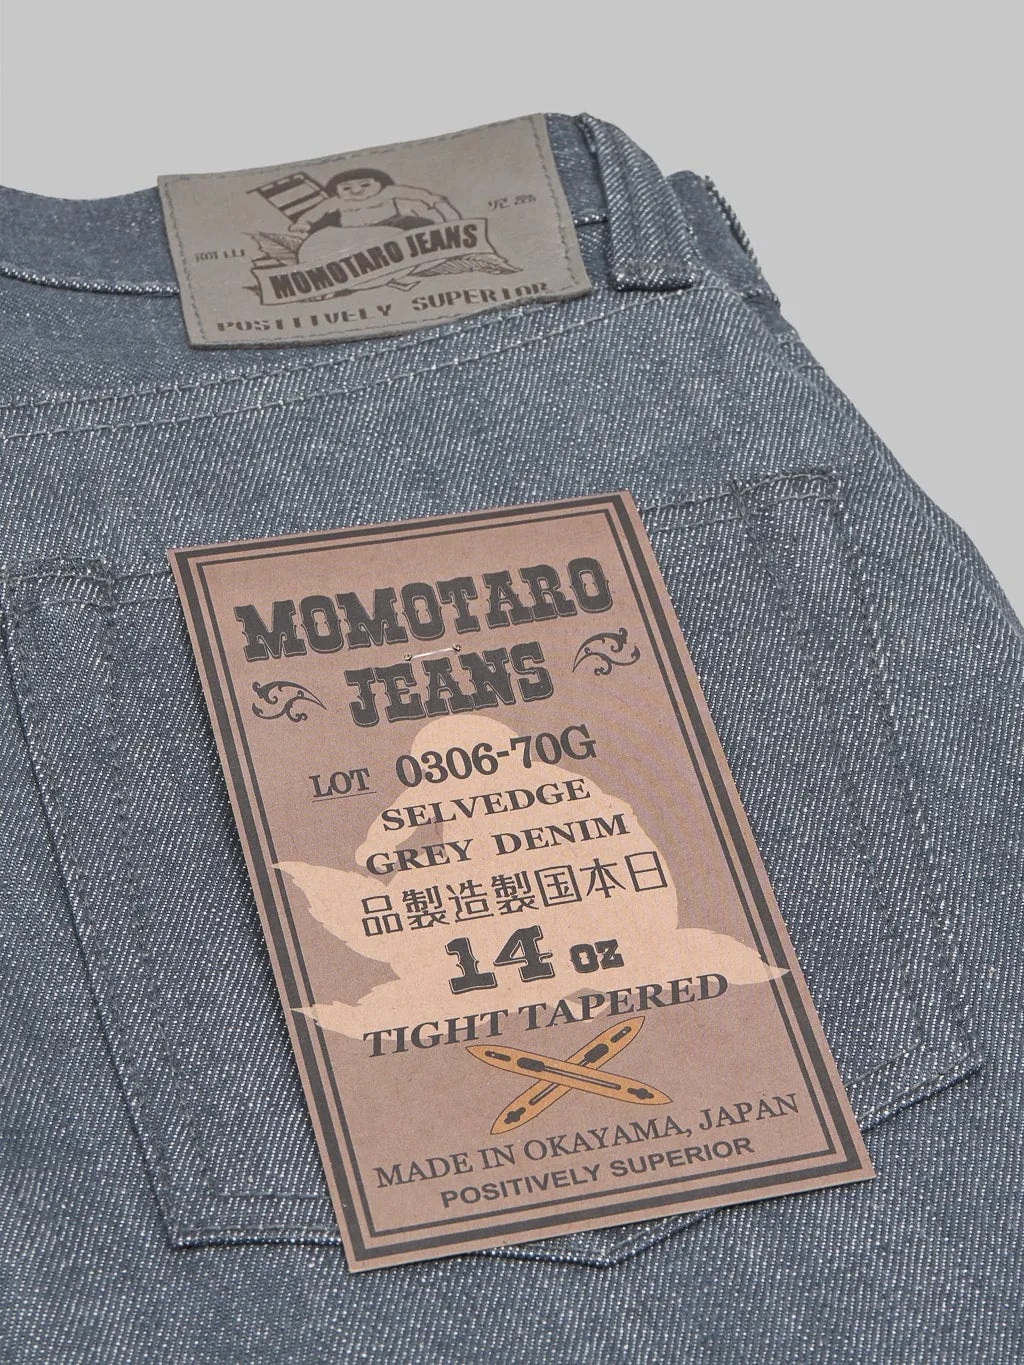 MOMOTARO JEANS
POSITIVELY SUPERIOR
MOMOTARO
JEANS
LOT 0306-70G
SELVEDGE
GREY DENIM
品製造製国本日
14 oz
TIGHT TAPERED
MADE IN OKAYAMA, JAPAN
POSITIVELY SUPERIOR